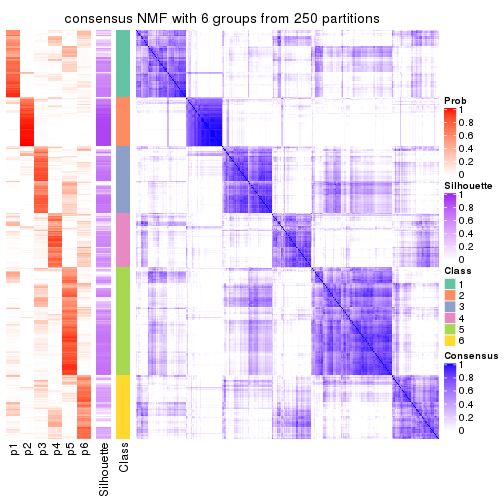 consensus NMF with 6 groups from 250 partitions
Prob
1
0.8
0.6
0.4
0.2
0
Silhouette
1
0.8
0.6
0.4
0.2
0
Class
1
2
3
4
5
6
Consensus
1
0.8
0.6
0.4
0.2
0
p1
p2
p3
p4
p5
p6
Silhouette
Class